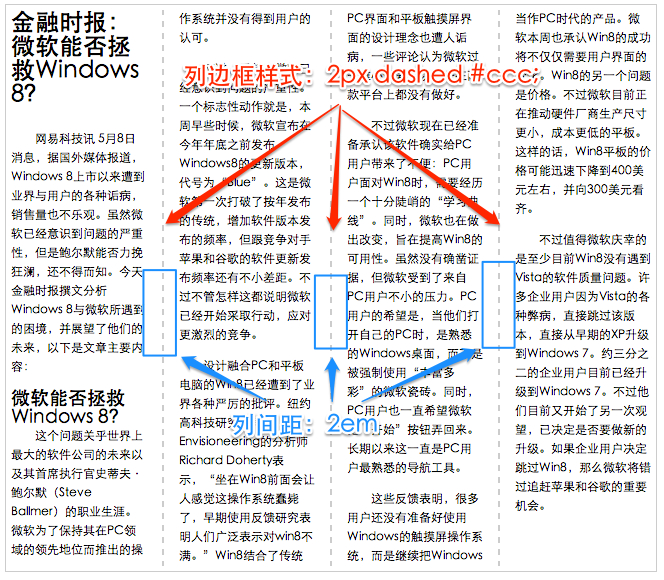 金融时报：
微软能否拯
救Windows
8?
网易科技讯 5月8日
消息，据国外媒体报道，
Windows 8上市以来遭到
业界与用户的各种诟病，
销售量也不乐观。虽然微
软已经意识到问题的严重
性，但是鲍尔默能否力挽
狂澜，还不得而知。今天
金融时报撰文分析
Windows 8与微软所遇到
的困境，并展望了他们的
未来，以下是文章主要内
容：
微软能否拯救
Windows 8?
这个问题关乎世界上
最大的软件公司的未来以
及其首席执行官史蒂夫·
鲍尔默（Steve
Ballmer）的职业生涯。
微软为了保持其在PC领
域的领先地位而推出的操
作系统并没有得到用户的
认可。
列边框样式：2px dashed #ccc;
已经意识到问题的严重性。
一个标志性动作就是，本
周早些时候，微软宣布在
今年年底之前发布
Windows8的更新版本，
代号为“Blue”。这是微
软第一次打破了按年发布
的传统，增加软件版本发
布的频率，但跟竞争对手
苹果和谷歌的软件更新发
布频率还有不小差距。不
过不管怎样这都说明微软
已经开始采取行动，应对
更激烈的竞争。
设计融合PC和平板
电脑的Win8已经遭到了业
界各种严厉的批评。纽约
高科技研
列间距：2em
Envisioneering的分析师
Richard Doherty表
示，“坐在Win8前面会让
人感觉这操作系统蠢毙
了，早期使用反馈研究表
明人们广泛表示对win8不
满。”Win8结合了传统
PC界面和平板触摸屏界
面的设计理念也遭人诟
病，一些评论认为微软过
款平台上都没有做好。
不过微软现在已经准
备承认该软件确实给PC
用户带来了不便：PC用
户面对Win8时，需要经历
一个十分陡峭的“学习曲
线”。同时，微软也在做
出改变，旨在提高Win8的
可用性。虽然没有确凿证
据，但微软受到了来自
PC用户不小的压力。PC
用户的希望是，当他们打
开自己的PC时，是熟悉
的Windows桌面，而不是
被强制使用“丰富多
彩”的微软瓷砖。同时，
PC用户也一直希望微软
开始”按钮弄回来。
长期以来这一直是PC用
户最熟悉的导航工具。
这些反馈表明，很多
用户还没有准备好使用
Windows的触摸屏操作系
统，而是继续把Windows
当作PC时代的产品。微
软本周也承认Win8的成功
将不仅仅需要用户界面的
Win8的另一个问题
是价格。不过微软目前正
在推动硬件厂商生产尺寸
更小，成本更低的平板。
这样的话，Win8平板的价
格可能迅速下降到400美
元左右，并向300美元看
齐。
不过值得微软庆幸的
是至少目前Win8没有遇到
Vista的软件质量问题。许
多企业用户因为Vista的各
种弊病，直接跳过该版
本，直接从早期的XP升级
到Windows 7。约三分之
二的企业用户目前已经升
级到Windows 7。不过他
们目前又开始了另一次观
望，已决定是否要做新的
升级。如果企业用户决定
跳过Win8，那么微软将错
过追赶苹果和谷歌的重要
机会。